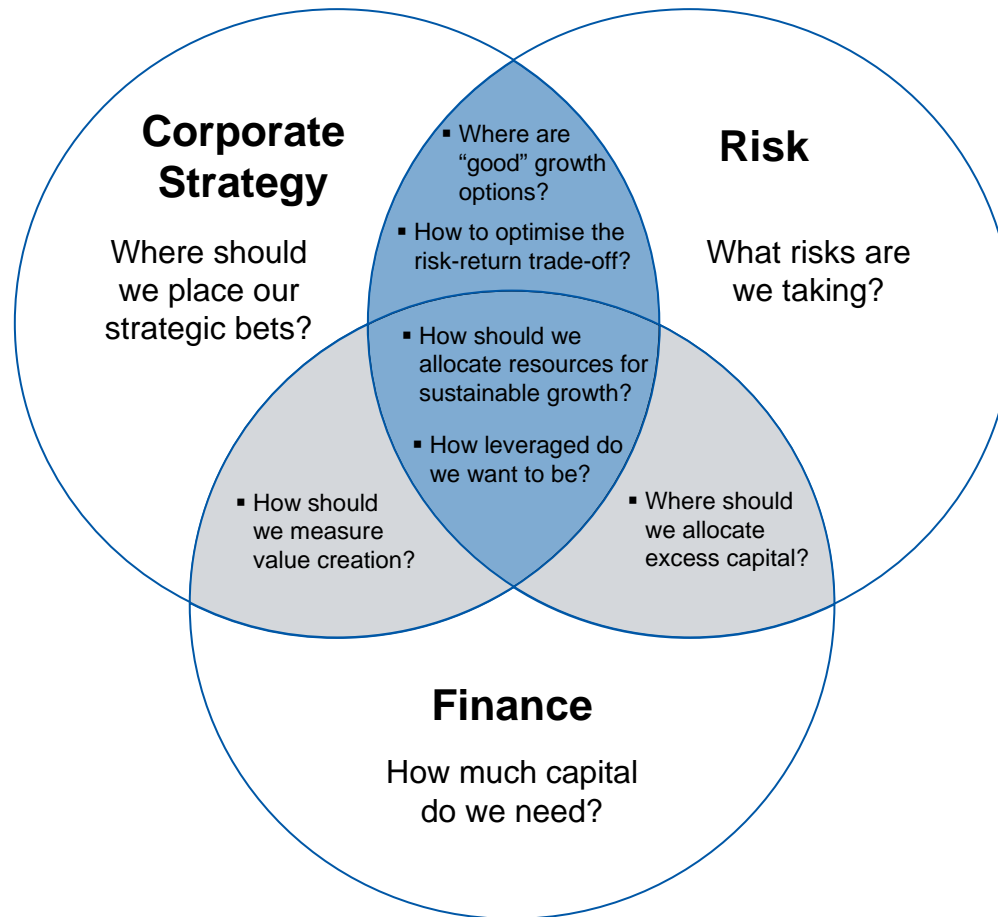 Corporate
Strategy
Where should
we place our
strategic bets?
▪ Where are
“good” growth
options?
▪ How to optimise the
risk-return trade-off?
Risk
What risks are
we taking?
▪ How should we
allocate resources for
sustainable growth?
▪ How leveraged do
we want to be?
▪ How should
we measure
value creation?
▪ Where should
we allocate
excess capital?
Finance
How much capital
do we need?